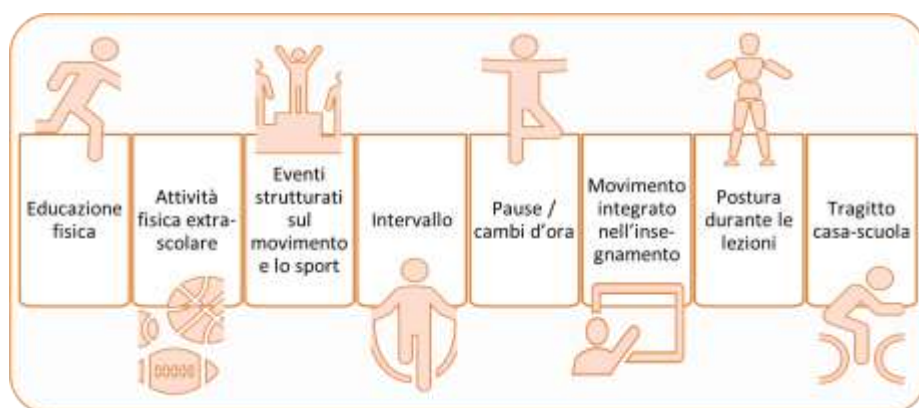 Educazione
fisica
Attività
fisica extra-
scolare
Eventi
strutturati
sul
movimento
e lo sport
Intervallo
Pause /
cambi d'ora
Movimento
integrato
nell'inse-
gnamento
Postura
durante le
lezioni
Tragitto
casa-scuola